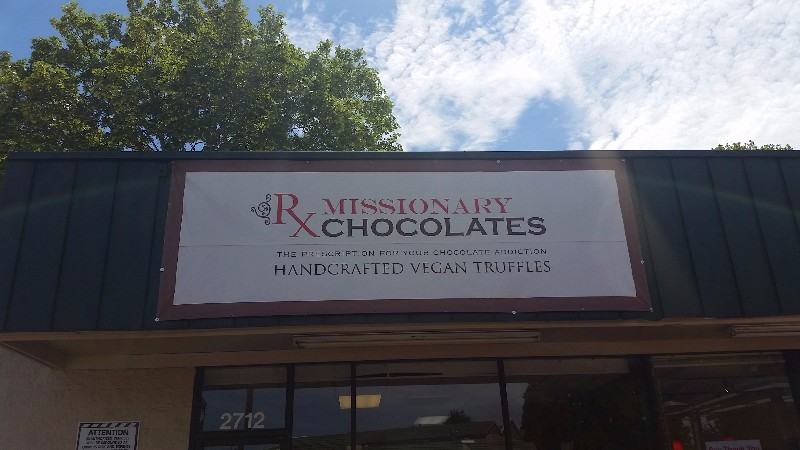 Rx MISSIONARY
CHOCOLATES
THE PRESCRIPTION FOR YOUR CHOCOLATE ADDICTION
HANDCRAFTED VEGAN TRUFFLES
2712
ATTENTION